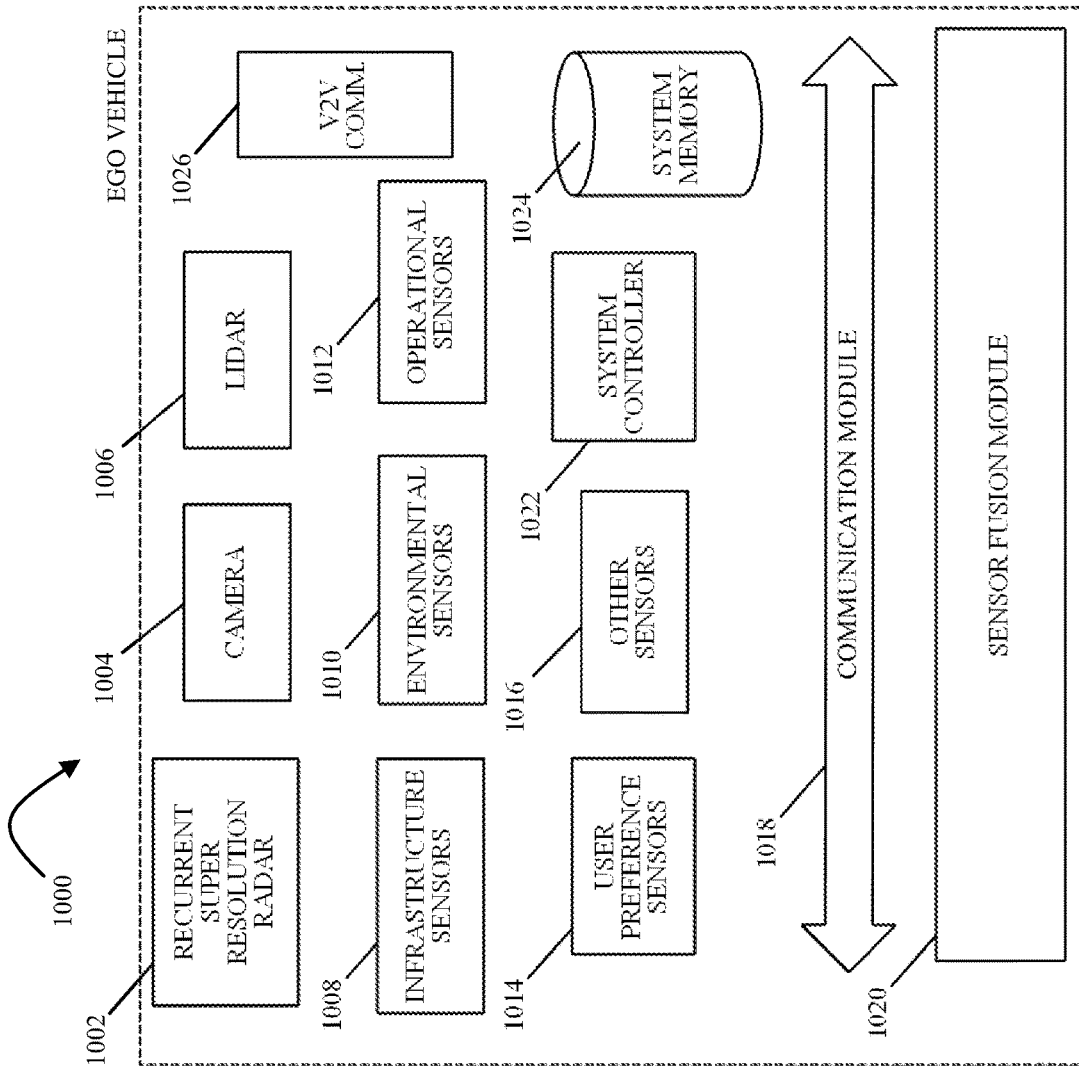 1000
EGO VEHICLE
1002
RECURRENT
SUPER
RESOLUTION
RADAR
1004
CAMERA
1006
LIDAR
1026
V2V
COMM.
1008
INFRASTRUCTURE
SENSORS
1010
ENVIRONMENTAL
SENSORS
1012
OPERATIONAL
SENSORS
1014
USER
PREFERENCE
SENSORS
1016
OTHER
SENSORS
1022
SYSTEM
CONTROLLER
1024
SYSTEM
MEMORY
1018
COMMUNICATION MODULE
1020
SENSOR FUSION MODULE